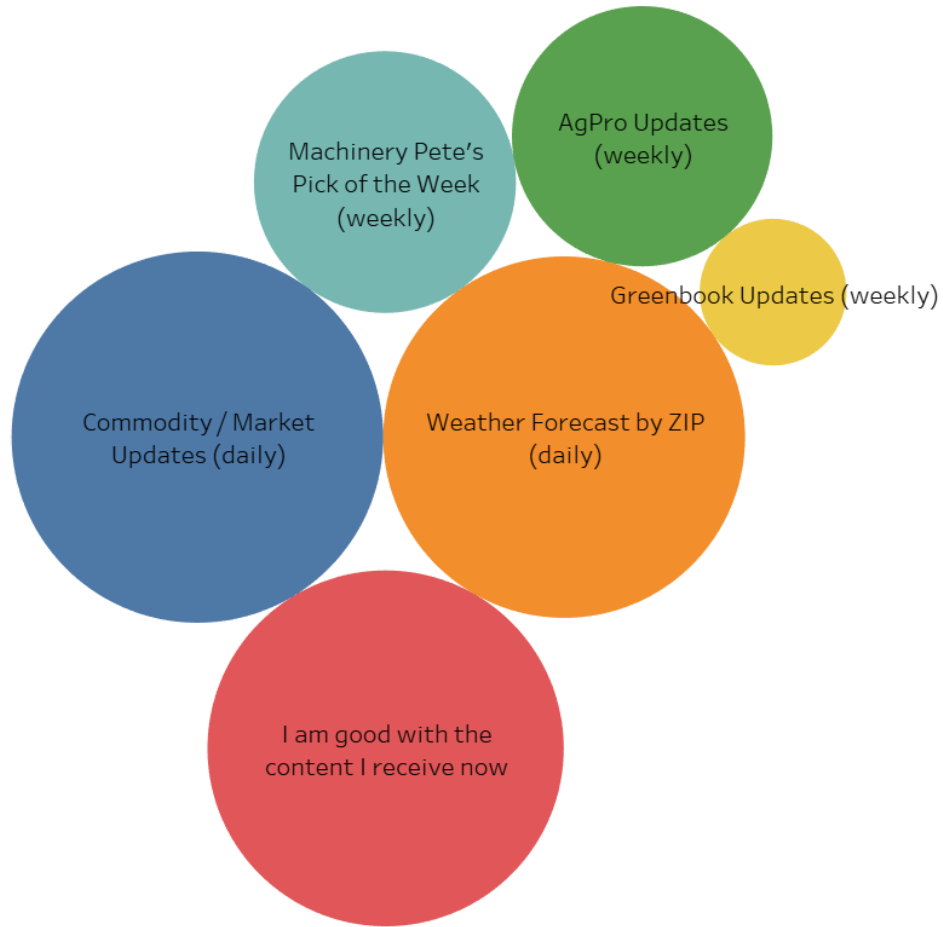 AgPro Updates
(weekly)
Machinery Pete's
Pick of the Week
(weekly)
Greenbook Updates (weekly)
Commodity / Market
Updates (daily)
Weather Forecast by ZIP
(daily)
I am good with the
content I receive now